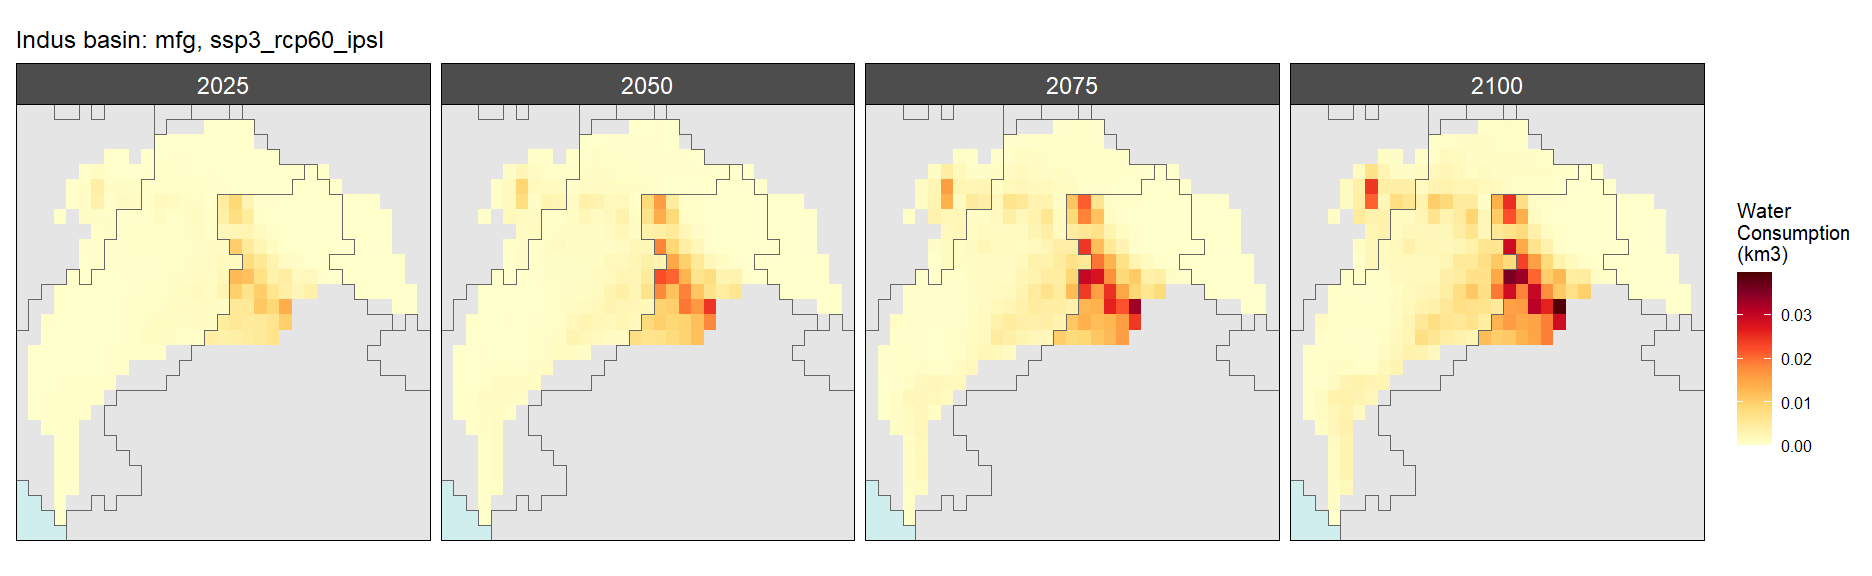 Indus basin: mfg, ssp3_rcp60_ipsl
2025
2050
2075
2100
Water
Consumption
(km3)
0.03
0.02
0.01
0.00